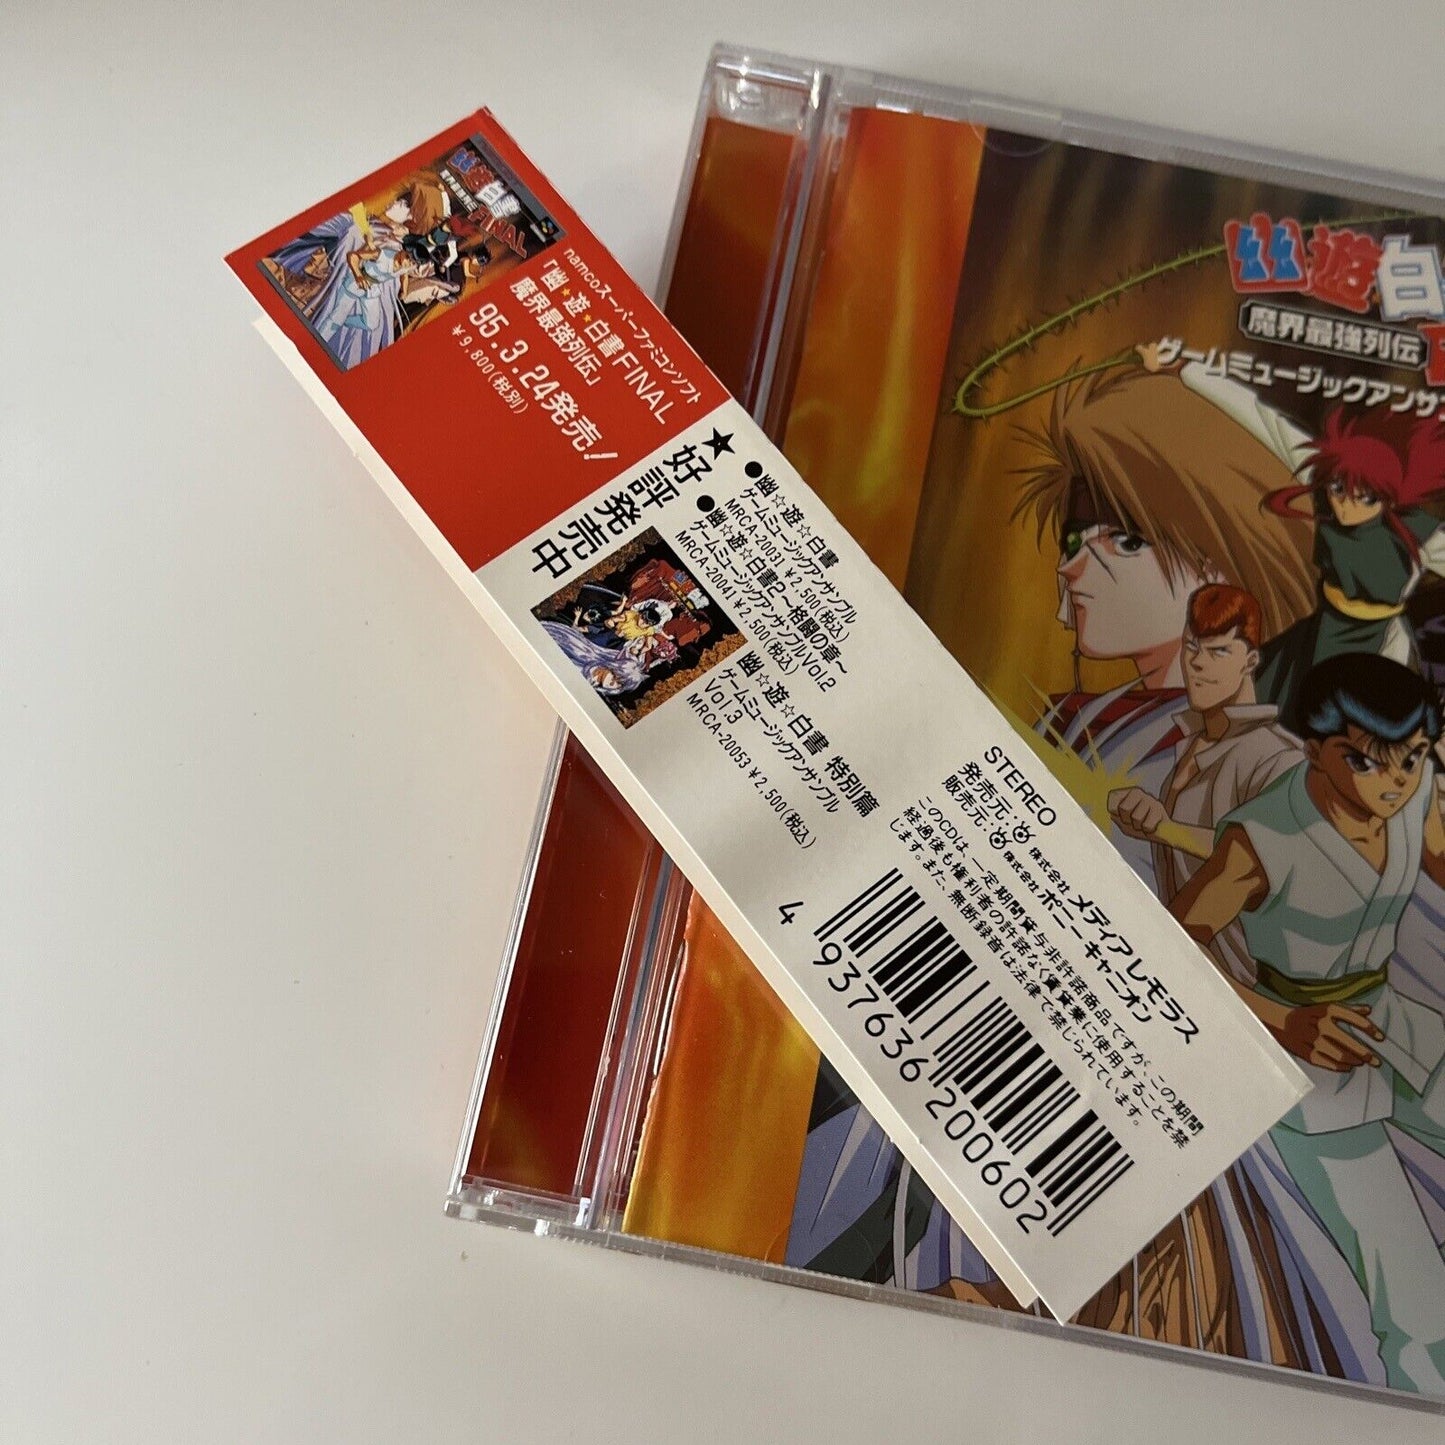 幽遊白書
魔界最強列伝
FINAL
namcoスーパーファミコンソフト
「幽★遊★白書FINAL
魔界最強列伝」
95.3.24発売!
¥9,800(税別)
★好評発売中
●幽☆遊☆白書
ゲームミュージックアンサンブル
MRCA-20031 ¥2,500(税込)
●幽☆遊☆白書2〜格闘の章〜
ゲームミュージックアンサンブルVol.2
MRCA-20041 ¥2,500(税込)
幽☆遊☆白書 特別篇
ゲームミュージックアンサンブル
Vol.3
MRCA-20053 ¥2,500(税込)
STEREO
発売元: 株式会社 メディアレモラス
販売元: 株式会社 ポニーキャニオン
このCDは、一定期間貸与非許諾商品ですが、この期間
経過後も権利者の許諾なく賃貸業に使用することを禁
じます。また、無断録音は法律で禁じられています。
4 937636 200602
幽遊白
魔界最強列伝
ゲームミュージックアンサ